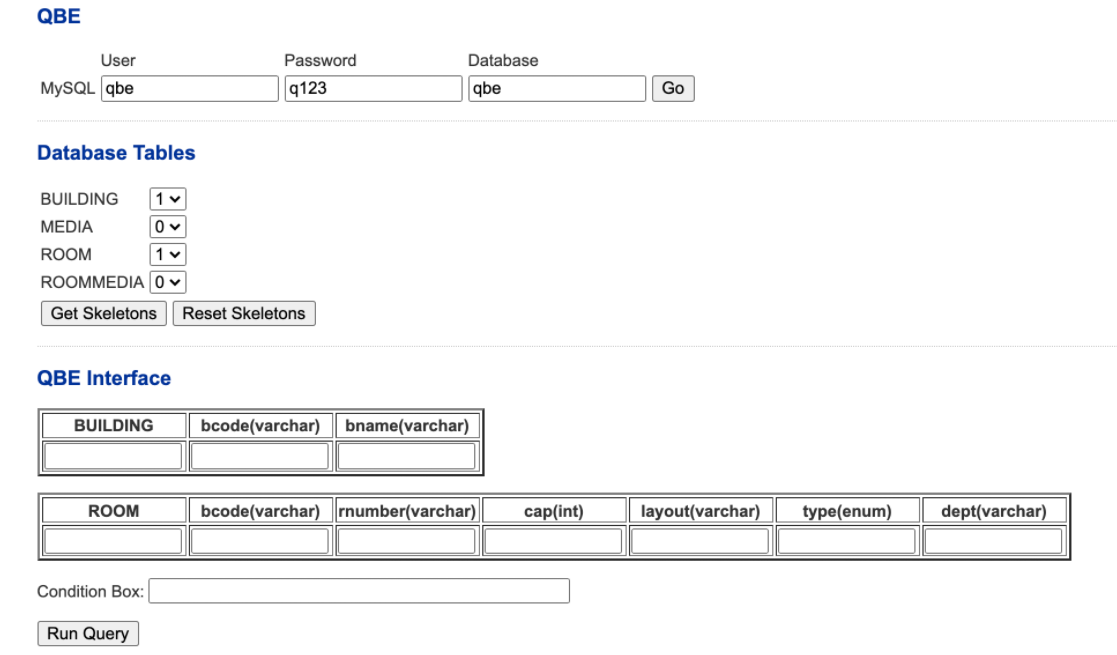 QBE
User Password Database
MySQL qbe q123 qbe Go
Database Tables
BUILDING 1
MEDIA 0
ROOM 1
ROOMMEDIA 0
Get Skeletons Reset Skeletons
QBE Interface
BUILDING bcode(varchar) bname(varchar)
ROOM bcode(varchar) rnumber(varchar) cap(int) layout(varchar) type(enum) dept(varchar)
Condition Box:
Run Query